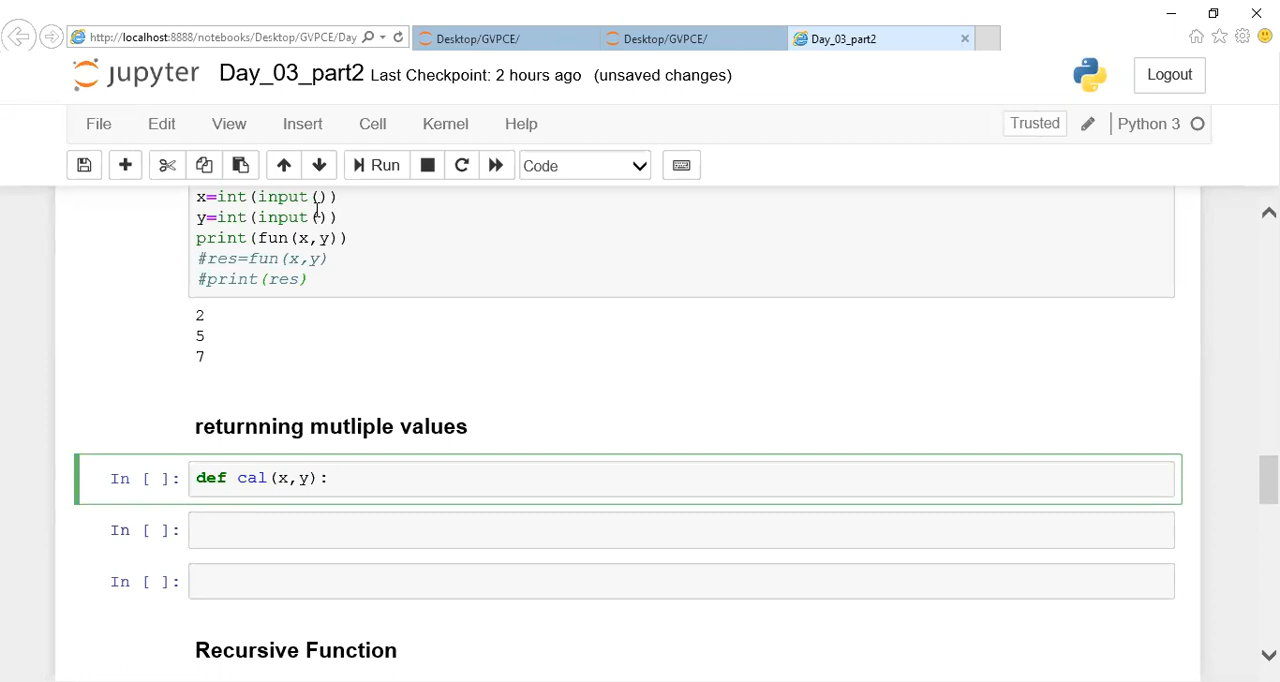 http://localhost:8888/notebooks/Desktop/GVPCE/Day
Desktop/GVPCE/
Desktop/GVPCE/
Day_03_part2
jupyter Day_03_part2 Last Checkpoint: 2 hours ago (unsaved changes)
Logout
File Edit View Insert Cell Kernel Help
Trusted
Python 3
Run
Code
x=int(input())
y=int(input())
print(fun(x,y))
#res=fun(x,y)
#print(res)
2
5
7
returnning mutliple values
In [ ]: def cal(x,y):
In [ ]:
In [ ]:
Recursive Function